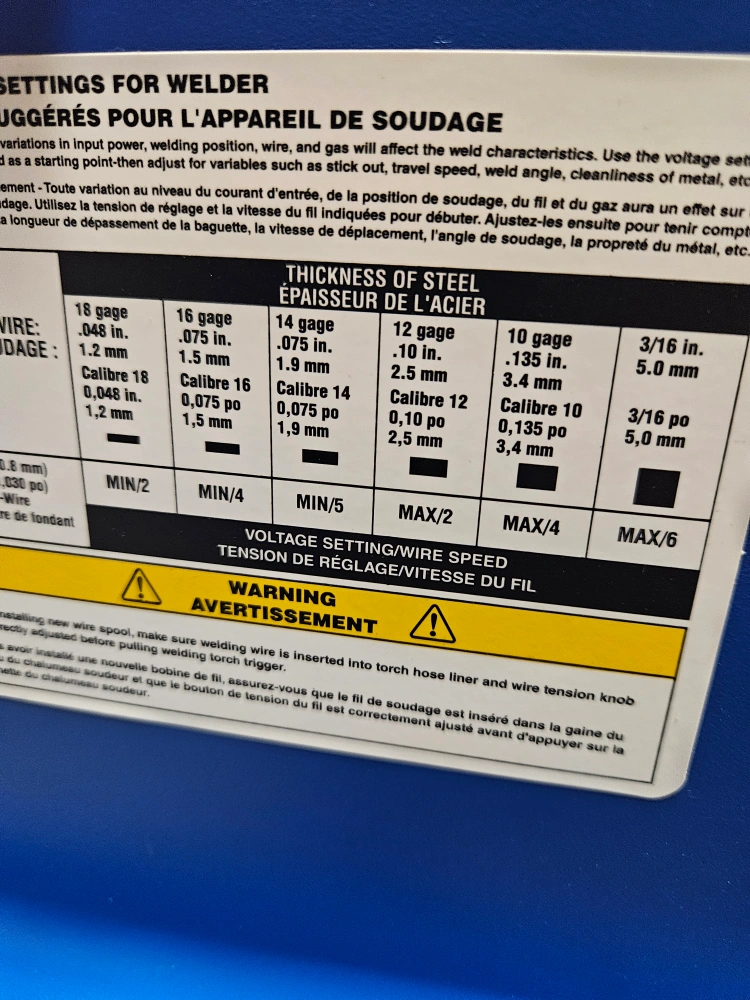 SETTINGS FOR WELDER
UGGÉRÉS POUR L'APPAREIL DE SOUDAGE
variations in input power, welding position, wire, and gas will affect the weld characteristics. Use the voltage sett
d as a starting point-then adjust for variables such as stick out, travel speed, weld angle, cleanliness of metal, etc
ement - Toute variation au niveau du courant d'entrée, de la position de soudage, du fil et du gaz aura un effet sur
dage. Utilisez la tension de réglage et la vitesse du fil indiquées pour débuter. Ajustez-les ensuite pour tenir compt
a longueur de dépassement de la baguette, la vitesse de déplacement, l'angle de soudage, la propreté du métal, etc.
THICKNESS OF STEEL
ÉPAISSEUR DE L'ACIER
WIRE:
DAGE :
18 gage
.048 in.
1.2 mm
Calibre 18
0,048 in.
1,2 mm
16 gage
.075 in.
1.5 mm
Calibre 16
0,075 po
1,5 mm
14 gage
.075 in.
1.9 mm
Calibre 14
0,075 po
1,9 mm
12 gage
.10 in.
2.5 mm
Calibre 12
0,10 po
2,5 mm
10 gage
.135 in.
3.4 mm
Calibre 10
0,135 po
3,4 mm
3/16 in.
5.0 mm
3/16 po
5,0 mm
0.8 mm)
.030 po)
-Wire
re de fondant
MIN/2
MIN/4
MIN/5
MAX/2
MAX/4
MAX/6
VOLTAGE SETTING/WIRE SPEED
TENSION DE RÉGLAGE/VITESSE DU FIL
WARNING
AVERTISSEMENT
nstalling new wire spool, make sure welding wire is inserted into torch hose liner and wire tension knob
rectly adjusted before pulling welding torch trigger.
s avoir installé une nouvelle bobine de fil, assurez-vous que le fil de soudage est inséré dans la gaine du
u du chalumeau soudeur et que le bouton de tension du fil est correctement ajusté avant d'appuyer sur la
nette du chalumeau soudeur.